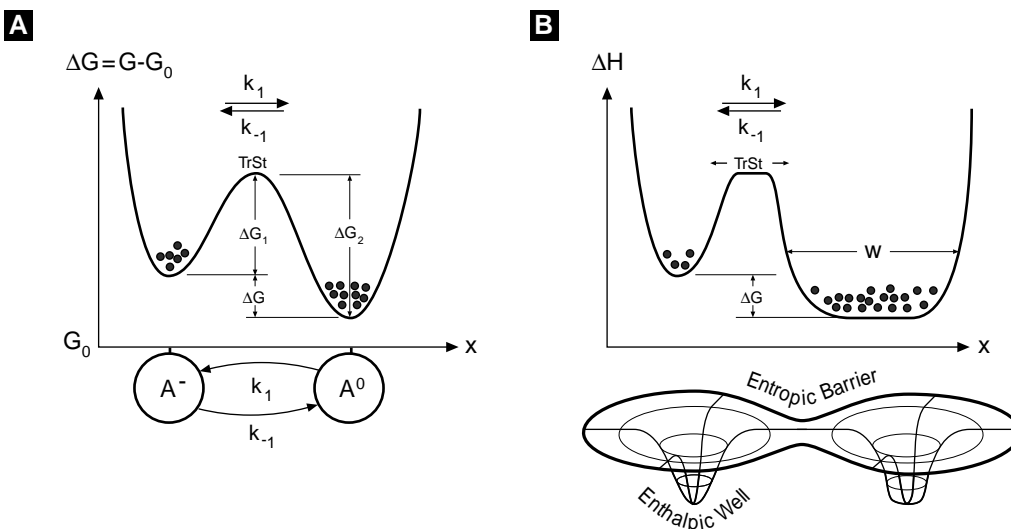 A
ΔG=G-G₀
k₁
k₋₁
TrSt
ΔG₁
ΔG₂
ΔG
G₀
x
A⁻
A⁰
k₁
k₋₁
B
ΔH
k₁
k₋₁
TrSt
w
ΔG
x
Entropic Barrier
Enthalpic Well